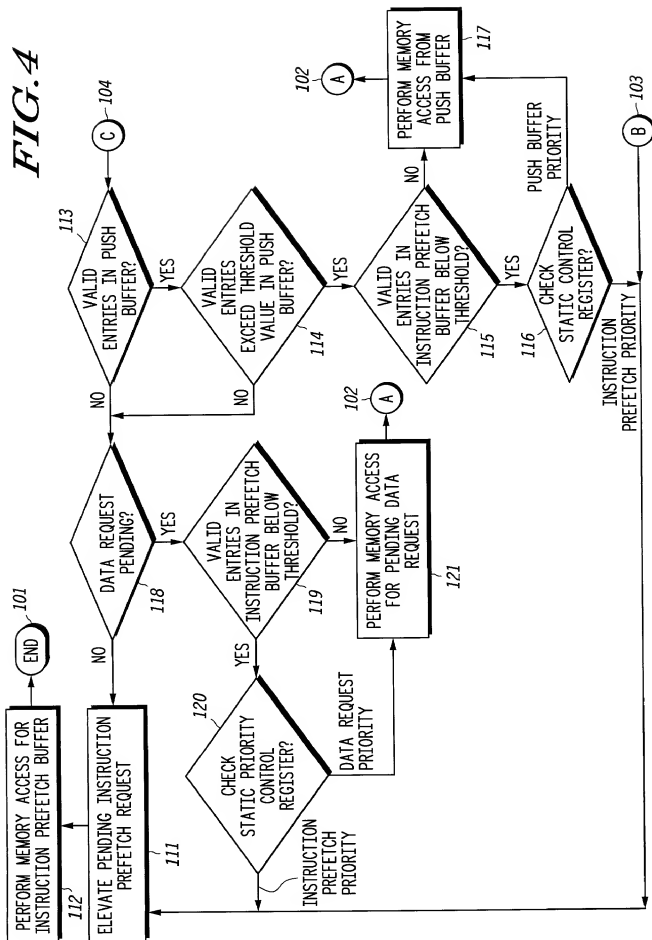 FIG.4
104
C
113
VALID
ENTRIES IN PUSH
BUFFER?
NO
YES
VALID
ENTRIES
EXCEED THRESHOLD
VALUE IN PUSH
BUFFER?
114
NO
YES
VALID
ENTRIES IN
INSTRUCTION PREFETCH
BUFFER BELOW
THRESHOLD?
115
NO
YES
PERFORM MEMORY
ACCESS FROM
PUSH BUFFER
117
102
A
CHECK
STATIC CONTROL
REGISTER?
116
PUSH BUFFER
PRIORITY
INSTRUCTION
PREFETCH PRIORITY
103
B
DATA REQUEST
PENDING?
118
NO
YES
VALID
ENTRIES IN
INSTRUCTION PREFETCH
BUFFER BELOW
THRESHOLD?
119
YES
NO
PERFORM MEMORY ACCESS
FOR PENDING DATA
REQUEST
121
102
A
120
CHECK
STATIC PRIORITY
CONTROL
REGISTER?
DATA REQUEST
PRIORITY
INSTRUCTION
PREFETCH
PRIORITY
101
END
PERFORM MEMORY ACCESS FOR
INSTRUCTION PREFETCH BUFFER
112
ELEVATE PENDING INSTRUCTION
PREFETCH REQUEST
111